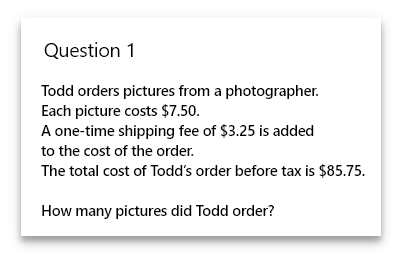 Question 1
Todd orders pictures from a photographer.
Each picture costs $7.50.
A one-time shipping fee of $3.25 is added
to the cost of the order.
The total cost of Todd's order before tax is $85.75.
How many pictures did Todd order?